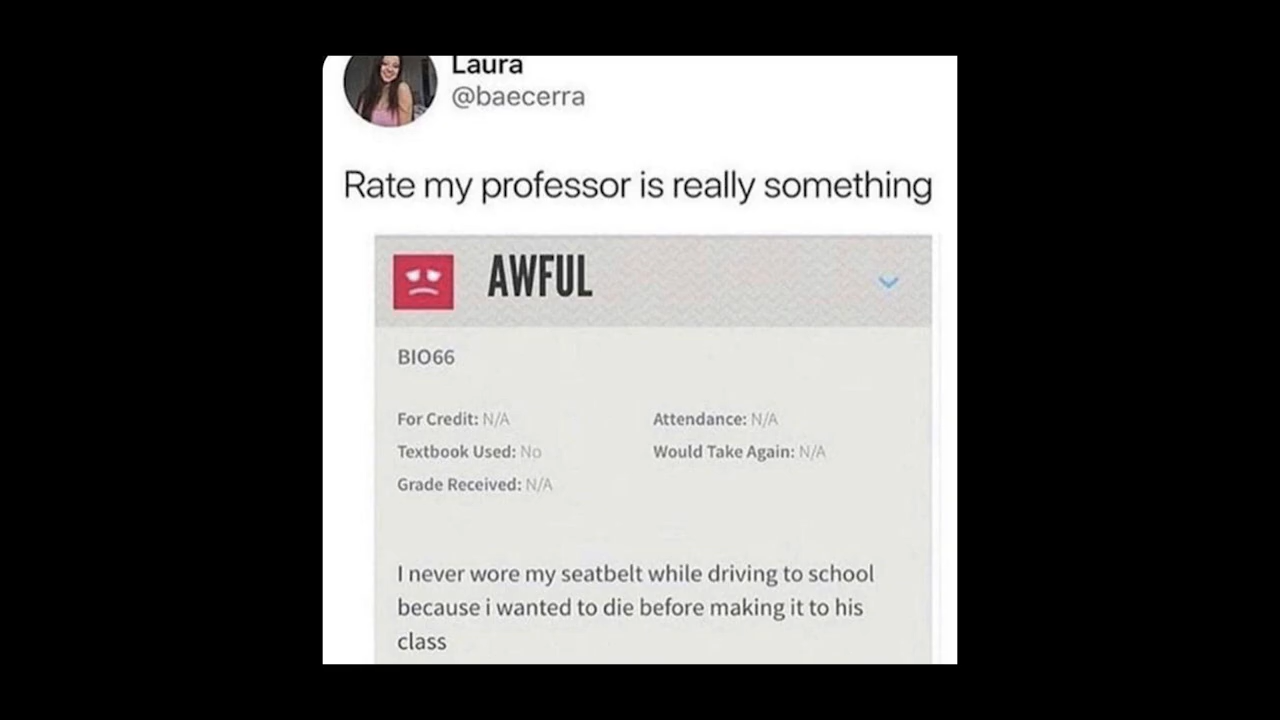 Laura
@baecerra
Rate my professor is really something
AWFUL
BIO66
For Credit: N/A
Attendance: N/A
Textbook Used: No
Would Take Again: N/A
Grade Received: N/A
I never wore my seatbelt while driving to school
because i wanted to die before making it to his
class